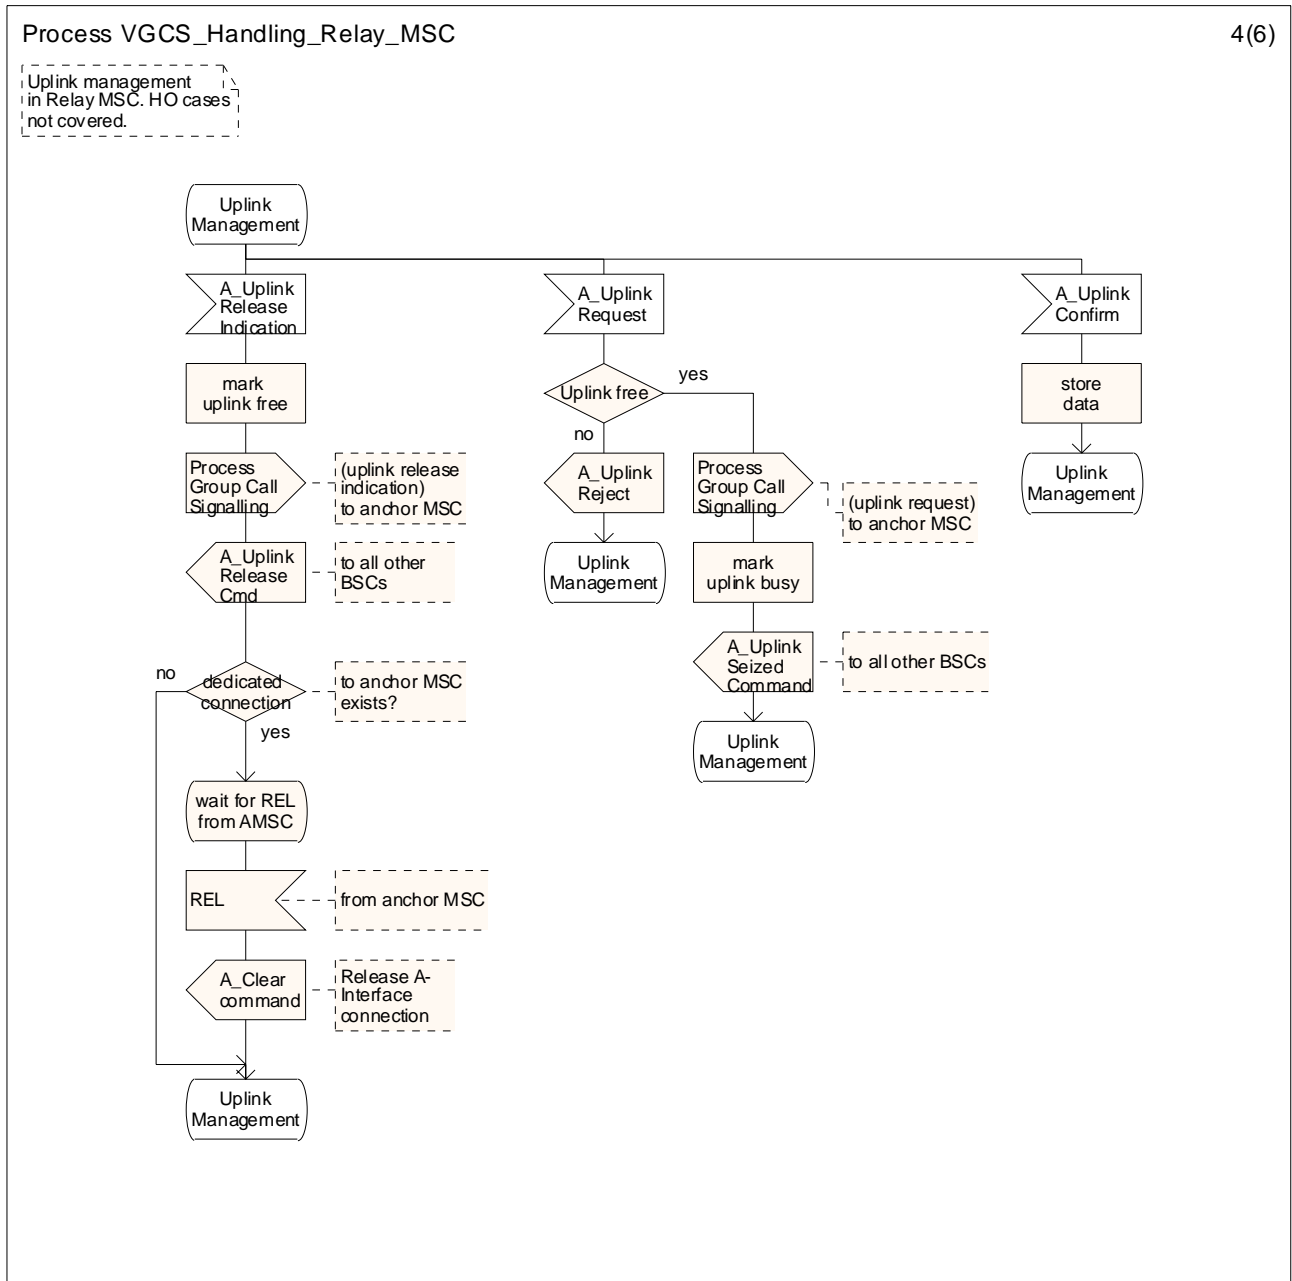 Process VGCS_Handling_Relay_MSC
4(6)
Uplink management
in Relay MSC. HO cases
not covered.
Uplink
Management
A_Uplink
Release
Indication
mark
uplink free
Process
Group Call
Signalling
(uplink release
indication)
to anchor MSC
A_Uplink
Release
Cmd
to all other
BSCs
no
dedicated
connection
to anchor MSC
exists?
yes
wait for REL
from AMSC
REL
from anchor MSC
A_Clear
command
Release A-
Interface
connection
Uplink
Management
A_Uplink
Request
Uplink free
yes
no
A_Uplink
Reject
Uplink
Management
Process
Group Call
Signalling
(uplink request)
to anchor MSC
mark
uplink busy
A_Uplink
Seized
Command
to all other BSCs
Uplink
Management
A_Uplink
Confirm
store
data
Uplink
Management